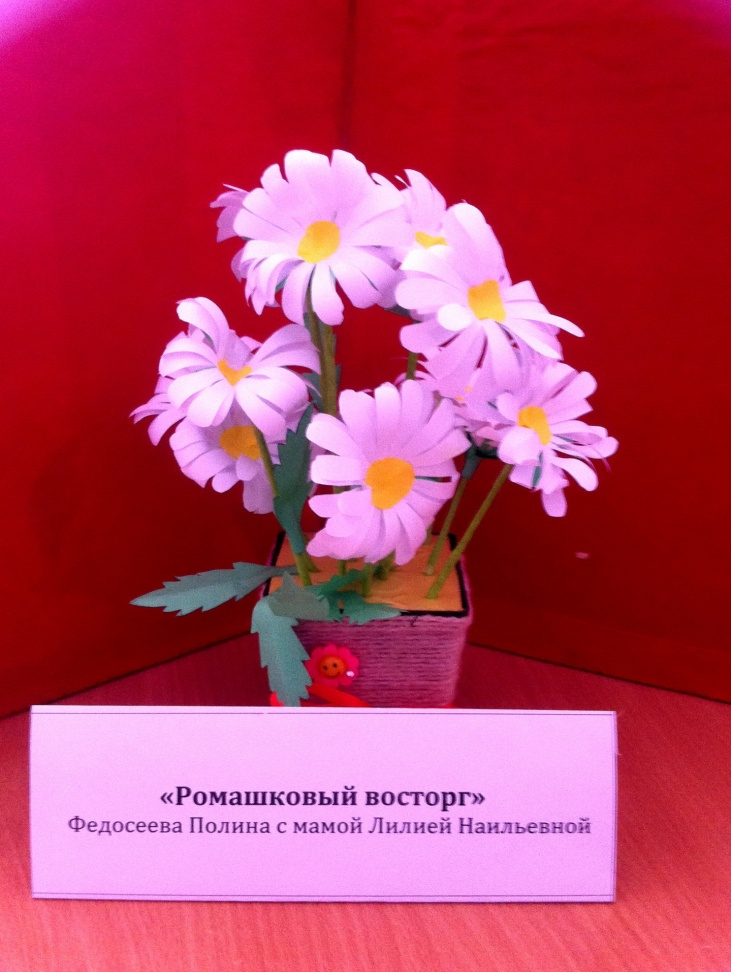 «Ромашковый восторг»
Федосеева Полина с мамой Лилией Наильевной